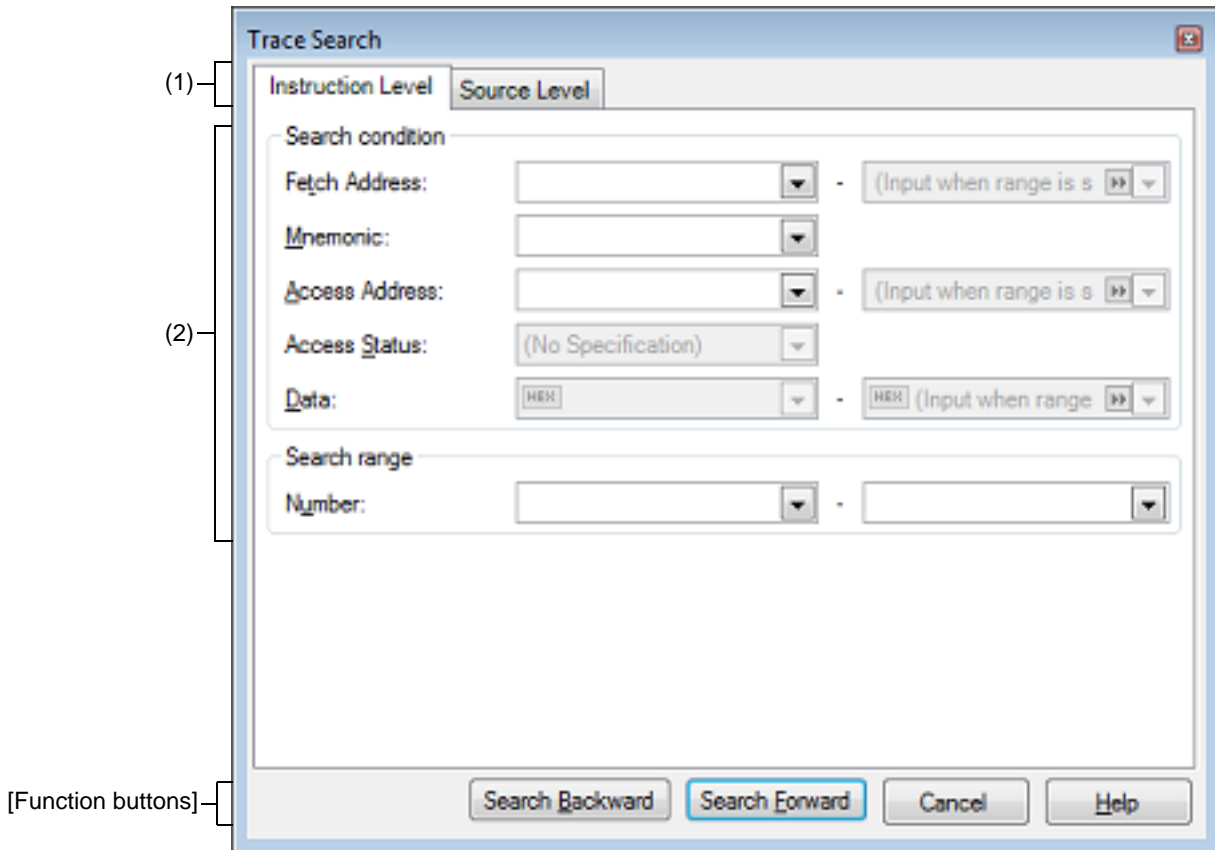 Trace Search
(1)
Instruction Level Source Level
(2)
Search condition
Fetch Address: - (Input when range is s
Mnemonic:
Access Address: - (Input when range is s
Access Status: (No Specification)
Data: HEX - HEX (Input when range
Search range
Number: -
[Function buttons]
Search Backward Search Forward Cancel Help